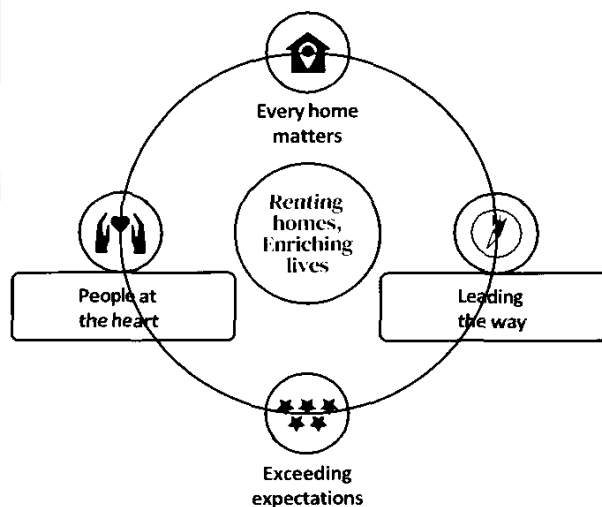 Every home
matters
Renting
homes,
Enriching
lives
People at
the heart
Leading
the way
Exceeding
expectations